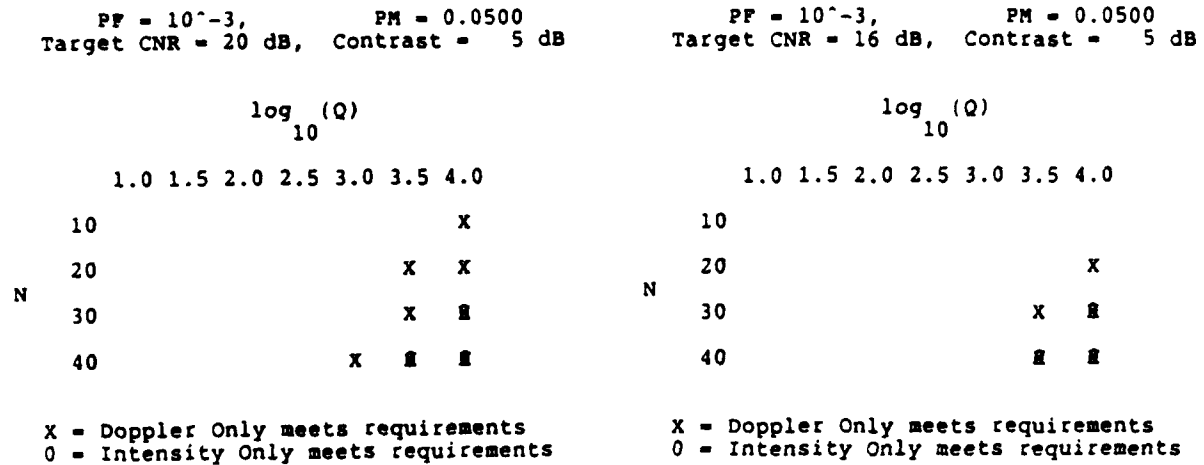 PF = 10^-3, PM = 0.0500
Target CNR = 20 dB, Contrast = 5 dB
log10 (Q)
1.0 1.5 2.0 2.5 3.0 3.5 4.0
10 X
20 X X
N
30 X
40 X
X = Doppler Only meets requirements
0 = Intensity Only meets requirements
PF = 10^-3, PM = 0.0500
Target CNR = 16 dB, Contrast = 5 dB
log10 (Q)
1.0 1.5 2.0 2.5 3.0 3.5 4.0
10
20 X
N
30 X
40
X = Doppler Only meets requirements
0 = Intensity Only meets requirements